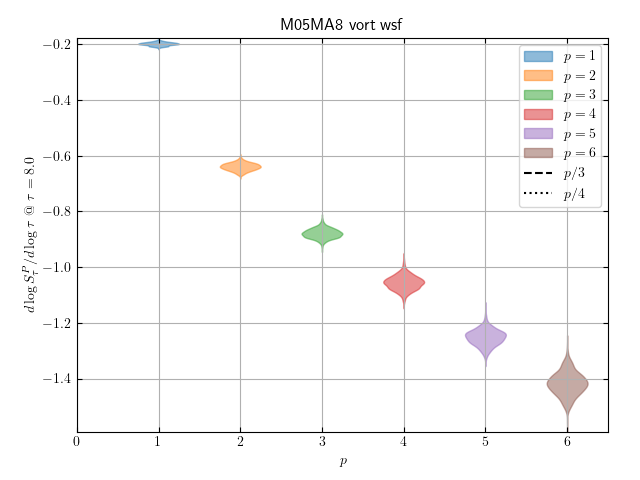 M05MA8 vort wsf
−0.2
−0.4
−0.6
−0.8
−1.0
−1.2
−1.4
d log S_τ^P / d log τ @ τ = 8.0
0 1 2 3 4 5 6
p
p = 1
p = 2
p = 3
p = 4
p = 5
p = 6
p/3
p/4